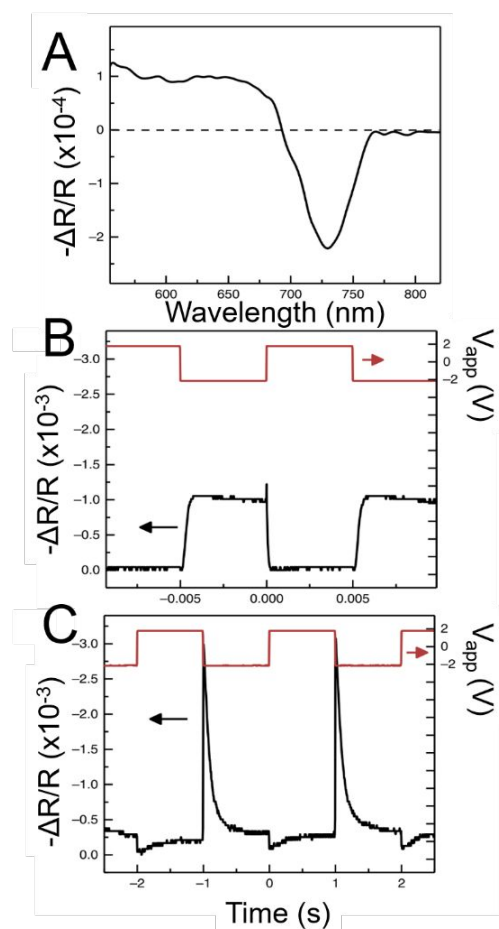 A
-ΔR/R (x10-4)
1
0
−1
−2
600 650 700 750 800
Wavelength (nm)
B
-ΔR/R (x10-3)
−3.0
−2.5
−2.0
−1.5
−1.0
−0.5
0.0
2
0
−2
Vapp (V)
−0.005 0.000 0.005
C
-ΔR/R (x10-3)
−3.0
−2.5
−2.0
−1.5
−1.0
−0.5
0.0
2
0
−2
Vapp (V)
−2 −1 0 1 2
Time (s)